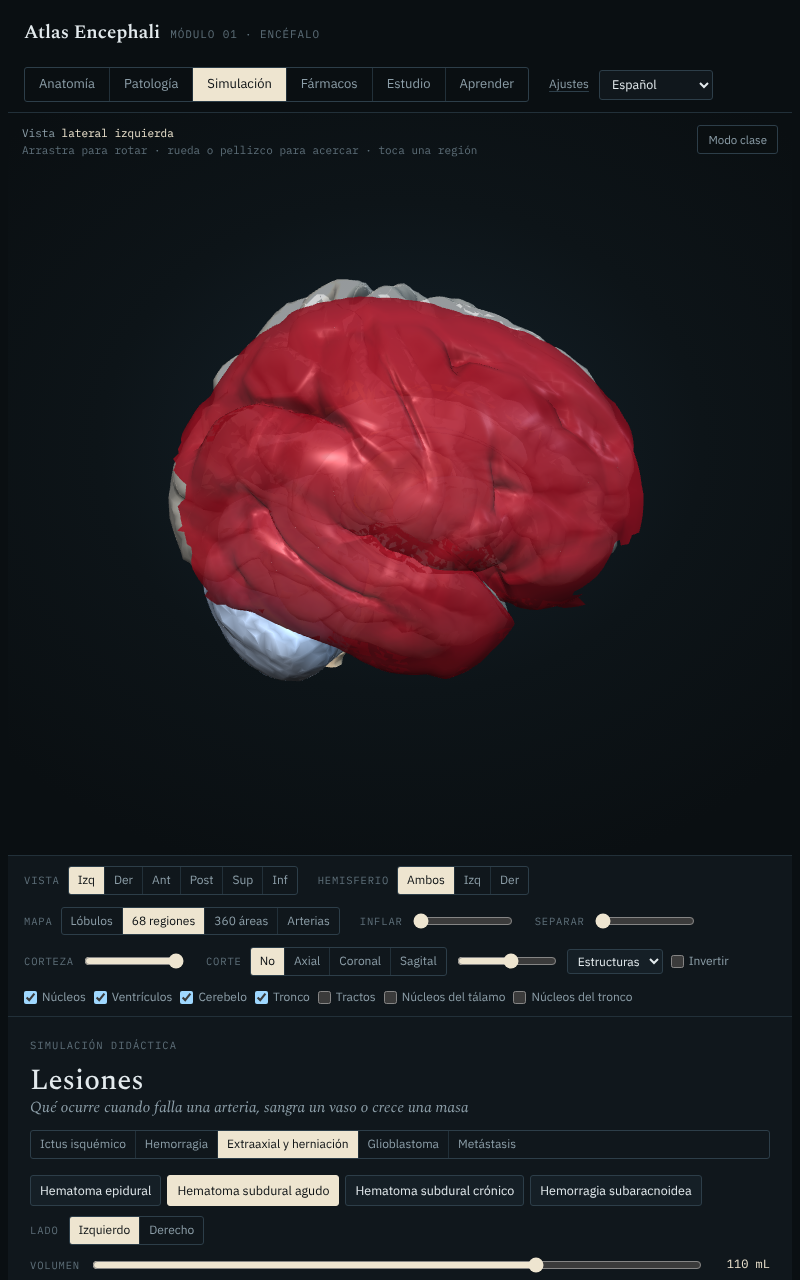 Atlas Encephali MÓDULO 01 · ENCÉFALO
Anatomía Patología Simulación Fármacos Estudio Aprender Ajustes Español
Vista lateral izquierda
Arrastra para rotar · rueda o pellizco para acercar · toca una región
Modo clase
VISTA Izq Der Ant Post Sup Inf HEMISFERIO Ambos Izq Der
MAPA Lóbulos 68 regiones 360 áreas Arterias INFLAR SEPARAR
CORTEZA CORTE No Axial Coronal Sagital Estructuras Invertir
Núcleos Ventrículos Cerebelo Tronco Tractos Núcleos del tálamo Núcleos del tronco
SIMULACIÓN DIDÁCTICA
Lesiones
Qué ocurre cuando falla una arteria, sangra un vaso o crece una masa
Ictus isquémico Hemorragia Extraaxial y herniación Glioblastoma Metástasis
Hematoma epidural Hematoma subdural agudo Hematoma subdural crónico Hemorragia subaracnoidea
LADO Izquierdo Derecho
VOLUMEN 110 mL